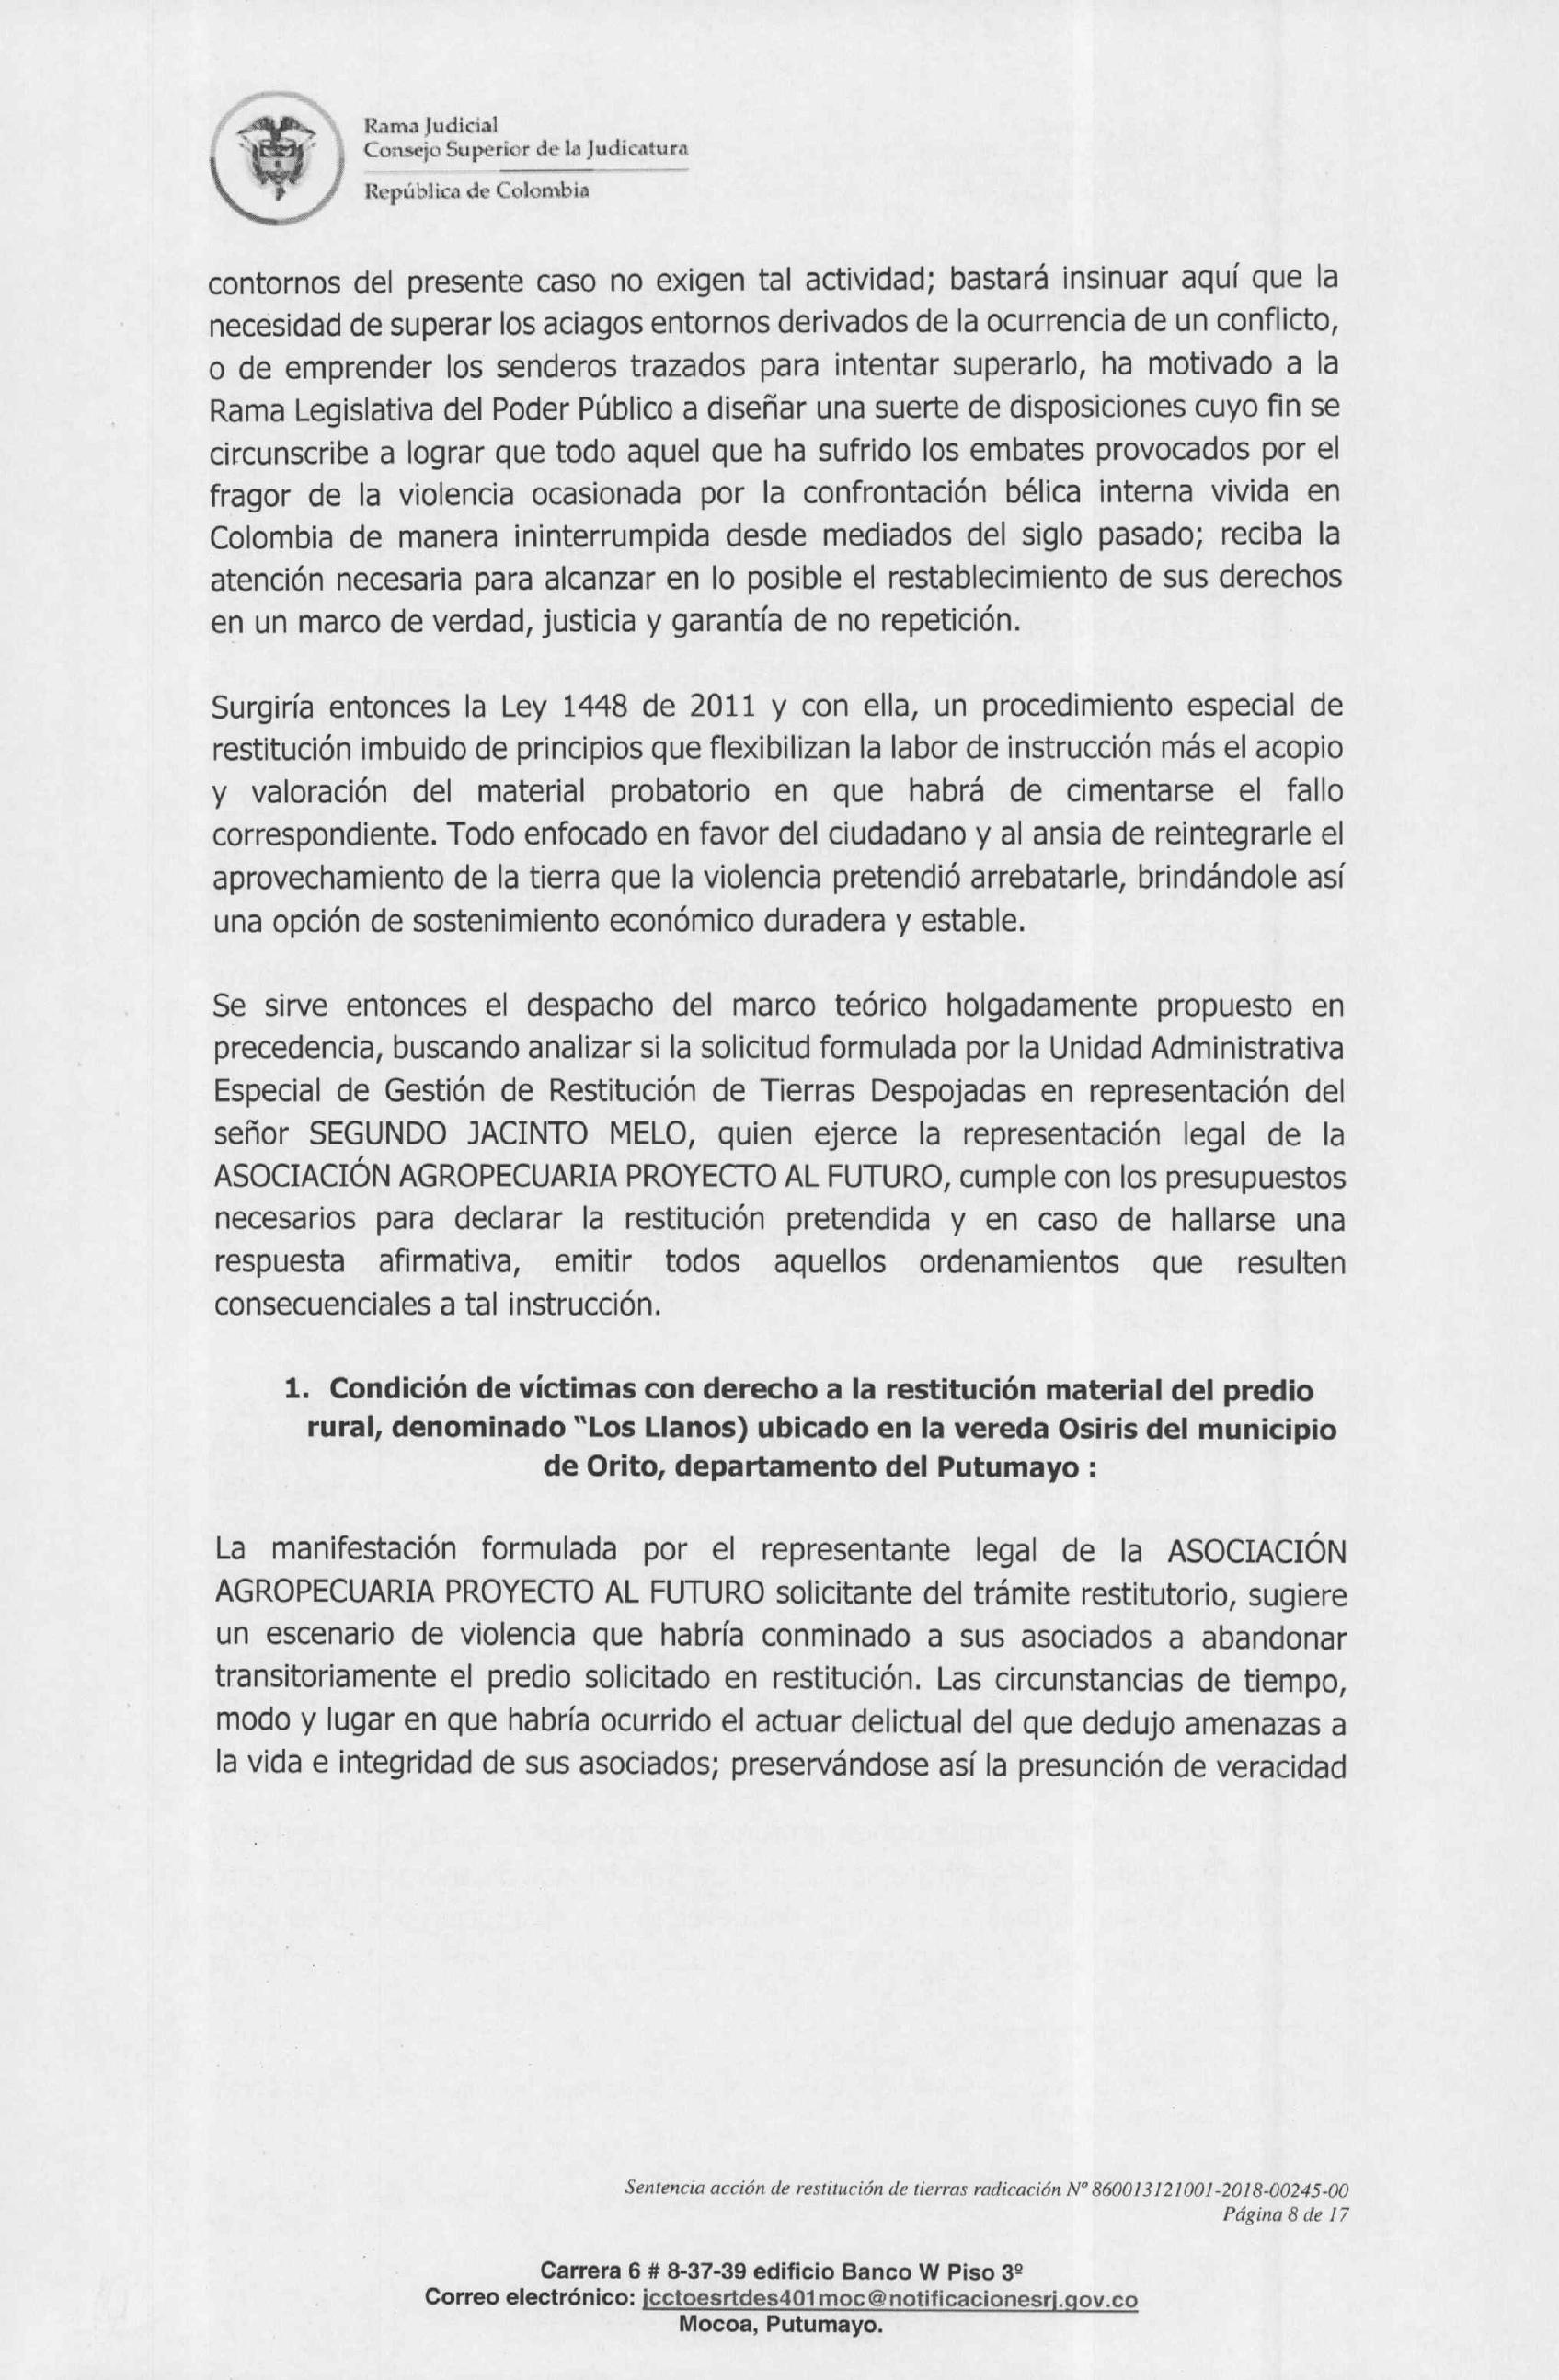 Rama Judicial
Consejo Superior de la Judicatura
República de Colombia
contornos del presente caso no exigen tal actividad; bastará insinuar aquí que la
necesidad de superar los aciagos entornos derivados de la ocurrencia de un conflicto,
o de emprender los senderos trazados para intentar superarlo, ha motivado a la
Rama Legislativa del Poder Público a diseñar una suerte de disposiciones cuyo fin se
circunscribe a lograr que todo aquel que ha sufrido los embates provocados por el
fragor de la violencia ocasionada por la confrontación bélica interna vivida en
Colombia de manera ininterrumpida desde mediados del siglo pasado; reciba la
atención necesaria para alcanzar en lo posible el restablecimiento de sus derechos
en un marco de verdad, justicia y garantía de no repetición.
Surgiría entonces la Ley 1448 de 2011 y con ella, un procedimiento especial de
restitución imbuido de principios que flexibilizan la labor de instrucción más el acopio
y valoración del material probatorio en que habrá de cimentarse el fallo
correspondiente. Todo enfocado en favor del ciudadano y al ansia de reintegrarle el
aprovechamiento de la tierra que la violencia pretendió arrebatarle, brindándole así
una opción de sostenimiento económico duradera y estable.
Se sirve entonces el despacho del marco teórico holgadamente propuesto en
precedencia, buscando analizar si la solicitud formulada por la Unidad Administrativa
Especial de Gestión de Restitución de Tierras Despojadas en representación del
señor SEGUNDO JACINTO MELO, quien ejerce la representación legal de la
ASOCIACIÓN AGROPECUARIA PROYECTO AL FUTURO, cumple con los presupuestos
necesarios para declarar la restitución pretendida y en caso de hallarse una
respuesta afirmativa, emitir todos aquellos ordenamientos que resulten
consecuenciales a tal instrucción.
1. Condición de víctimas con derecho a la restitución material del predio
rural, denominado "Los Llanos) ubicado en la vereda Osiris del municipio
de Orito, departamento del Putumayo :
La manifestación formulada por el representante legal de la ASOCIACIÓN
AGROPECUARIA PROYECTO AL FUTURO solicitante del trámite restitutorio, sugiere
un escenario de violencia que habría conminado a sus asociados a abandonar
transitoriamente el predio solicitado en restitución. Las circunstancias de tiempo,
modo y lugar en que habría ocurrido el actuar delictual del que dedujo amenazas a
la vida e integridad de sus asociados; preservándose así la presunción de veracidad
Sentencia acción de restitución de tierras radicación Nº 860013121001-2018-00245-00
Página 8 de 17
Carrera 6 # 8-37-39 edificio Banco W Piso 3º
Correo electrónico: jcctoesrtdes401moc@notificacionesrj.gov.co
Mocoa, Putumayo.